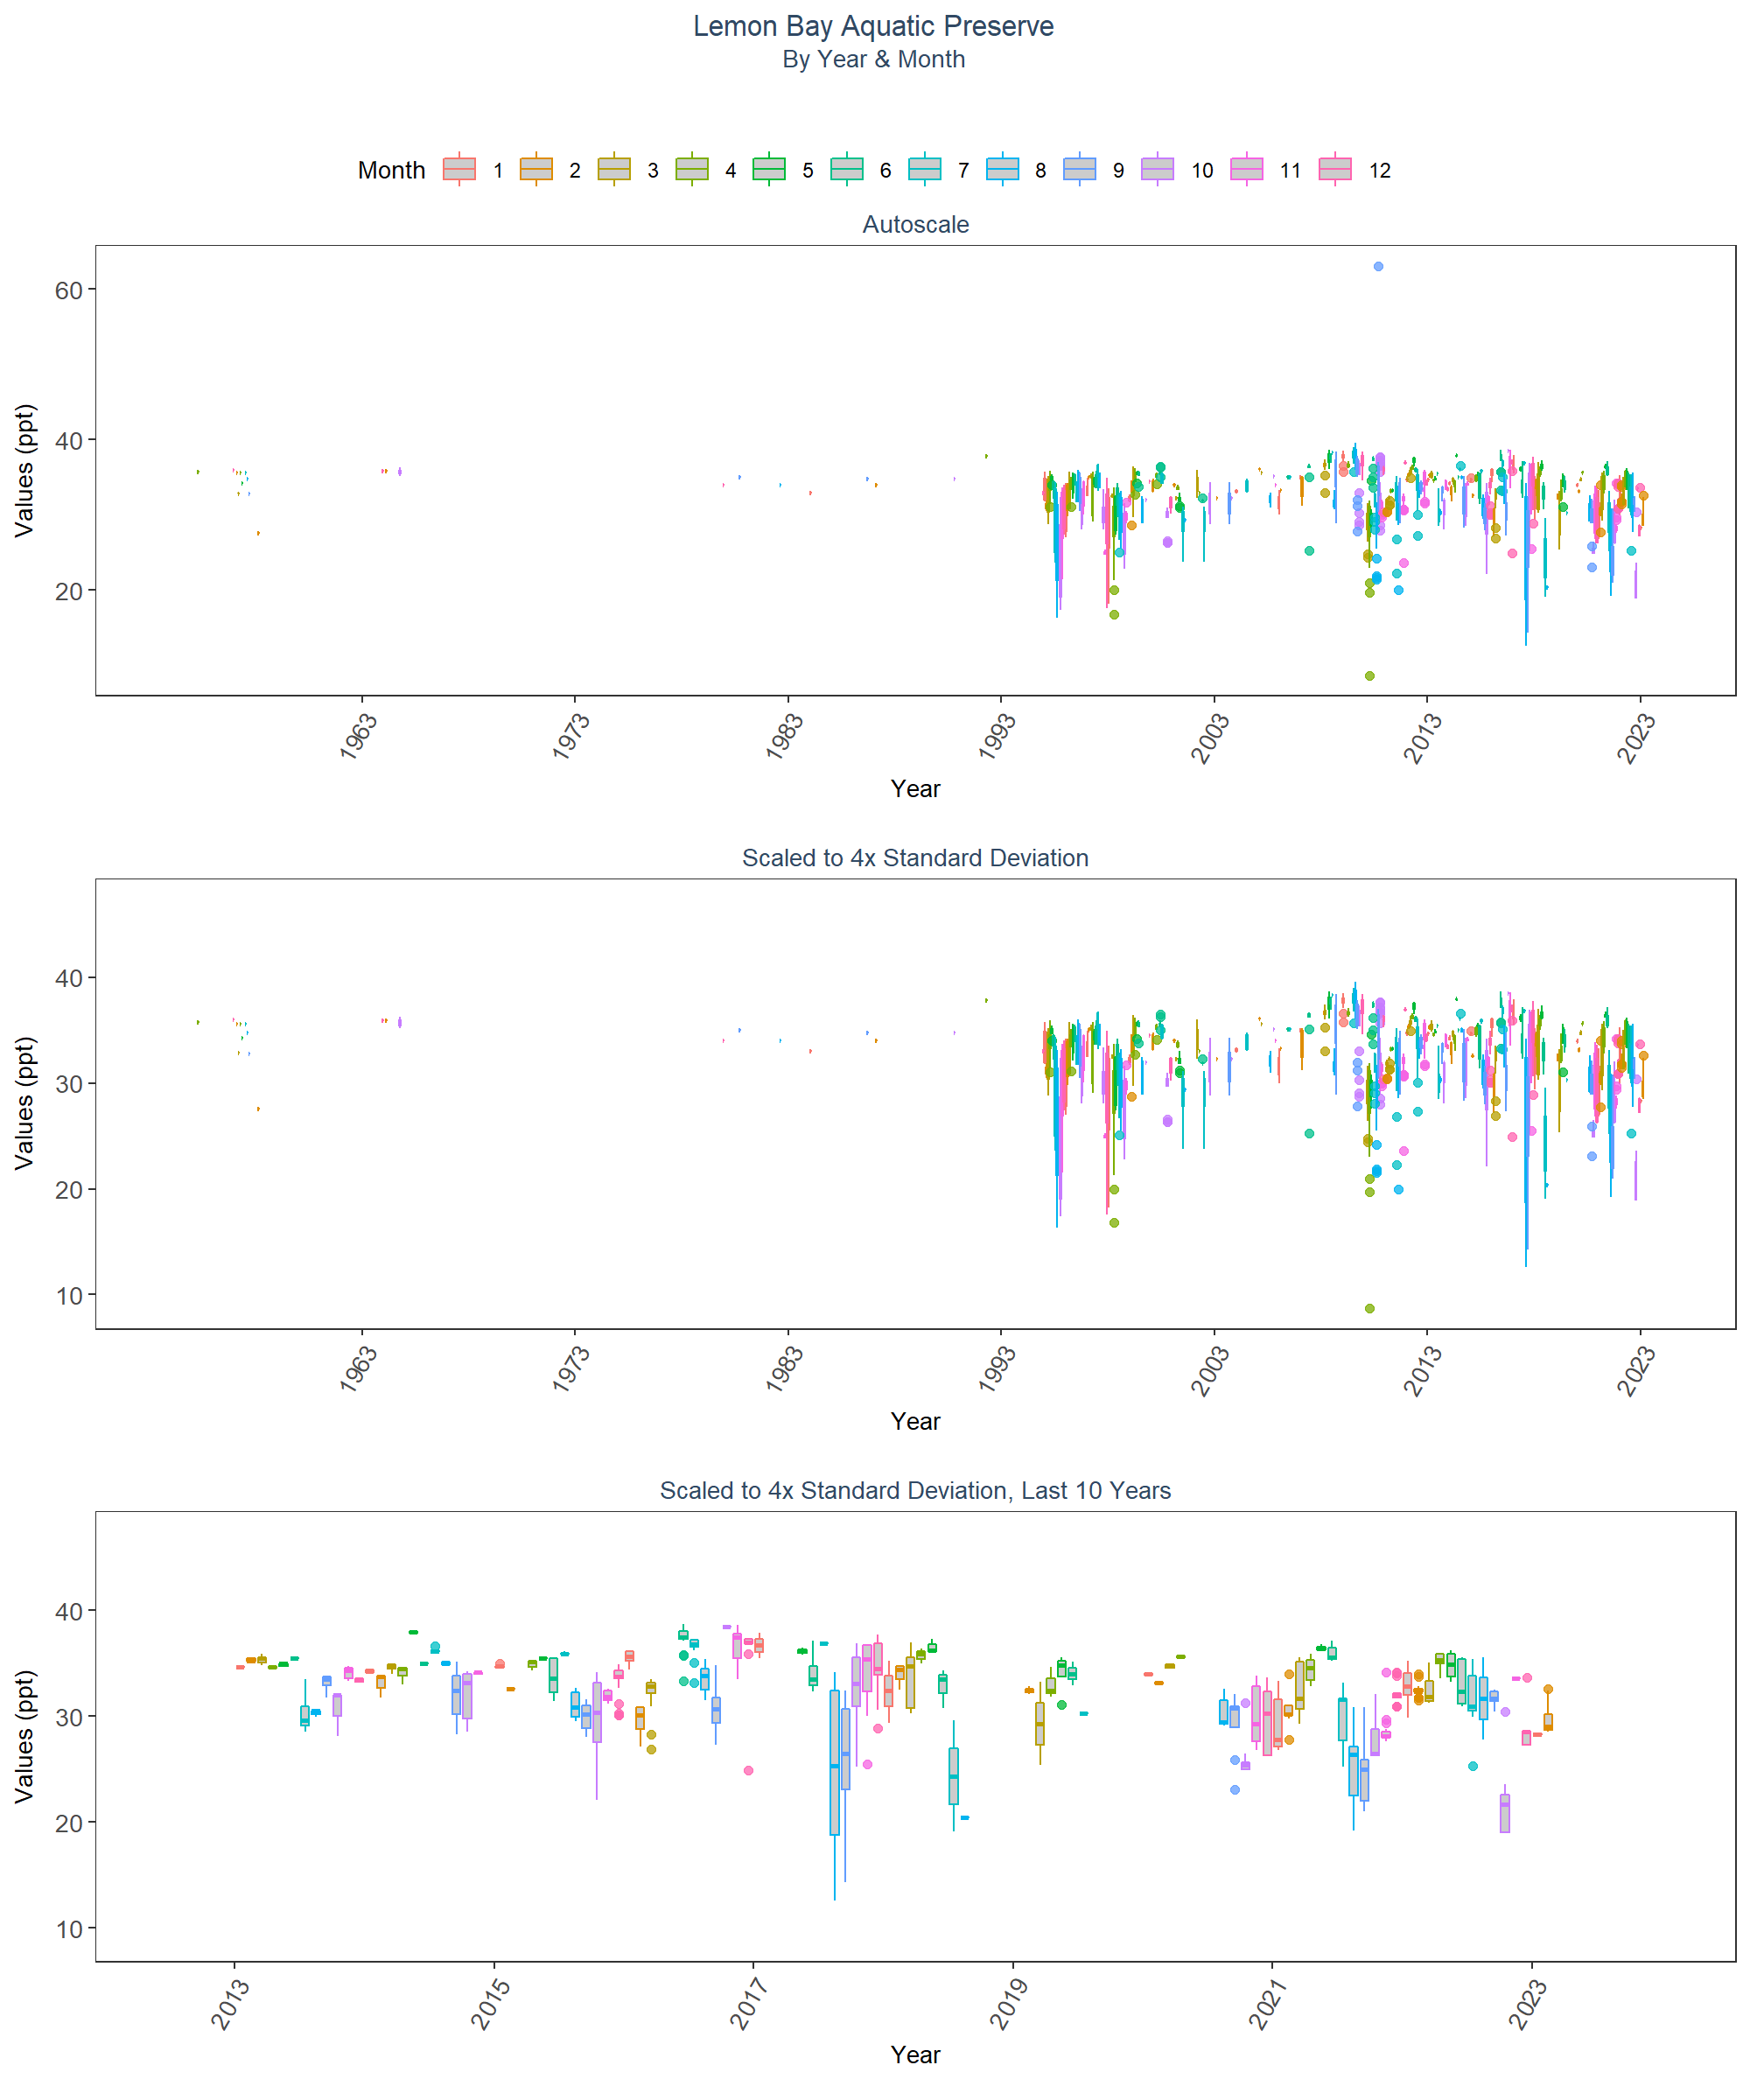 Lemon Bay Aquatic Preserve
By Year & Month
Month 1 2 3 4 5 6 7 8 9 10 11 12
Autoscale
Values (ppt)
60
40
20
1963 1973 1983 1993 2003 2013 2023
Year
Scaled to 4x Standard Deviation
Values (ppt)
40
30
20
10
1963 1973 1983 1993 2003 2013 2023
Year
Scaled to 4x Standard Deviation, Last 10 Years
Values (ppt)
40
30
20
10
2013 2015 2017 2019 2021 2023
Year